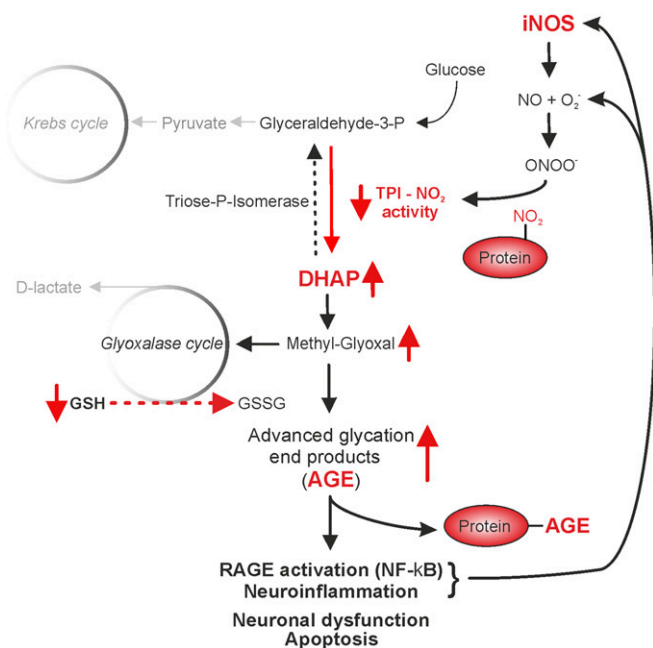 iNOS
Glucose
NO + O₂⁻
Krebs cycle
Pyruvate
Glyceraldehyde-3-P
ONOO⁻
Triose-P-Isomerase
TPI - NO₂
activity
NO₂
Protein
DHAP
D-lactate
Glyoxalase cycle
Methyl-Glyoxal
GSH
GSSG
Advanced glycation
end products
(AGE)
Protein
AGE
RAGE activation (NF-kB)
Neuroinflammation
}
Neuronal dysfunction
Apoptosis